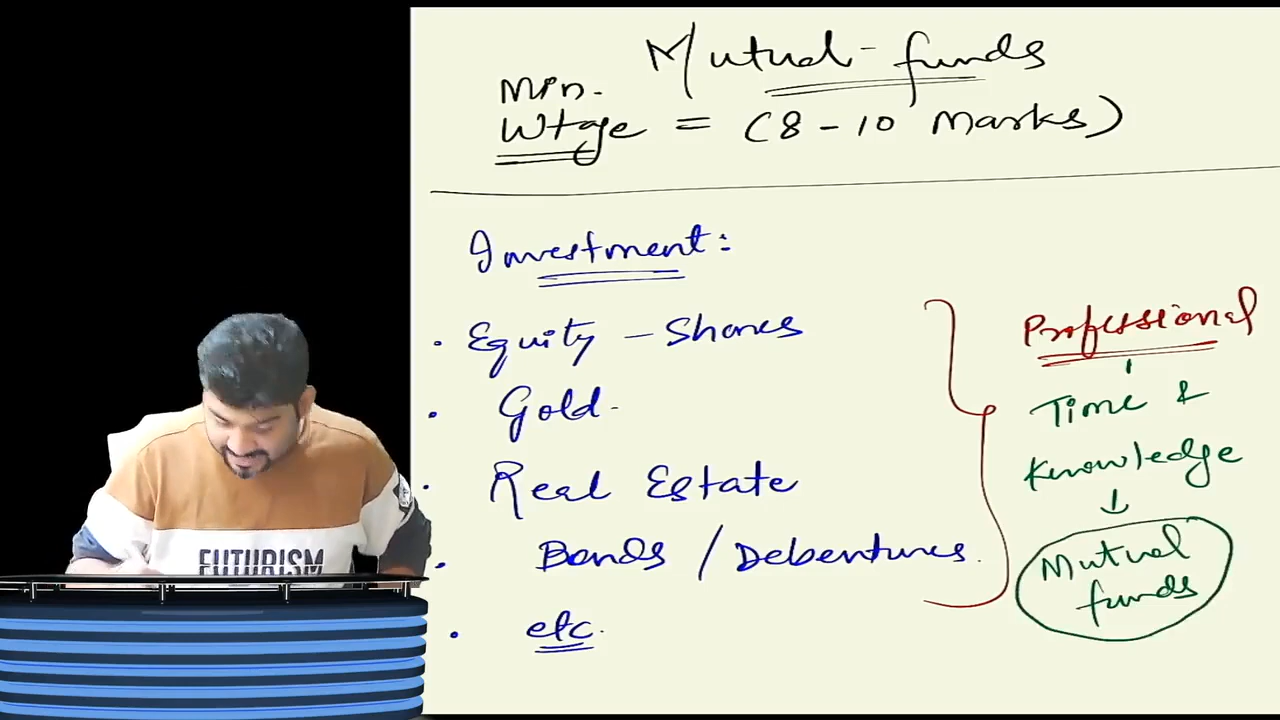 Mutual-funds
Min.
Wtage = (8-10 Marks)
Investment:
• Equity - Shares
• Gold.
• Real Estate
• Bonds / Debentures.
• etc.
Professional
Time &
Knowledge
↓
Mutual
funds
FUTURISM